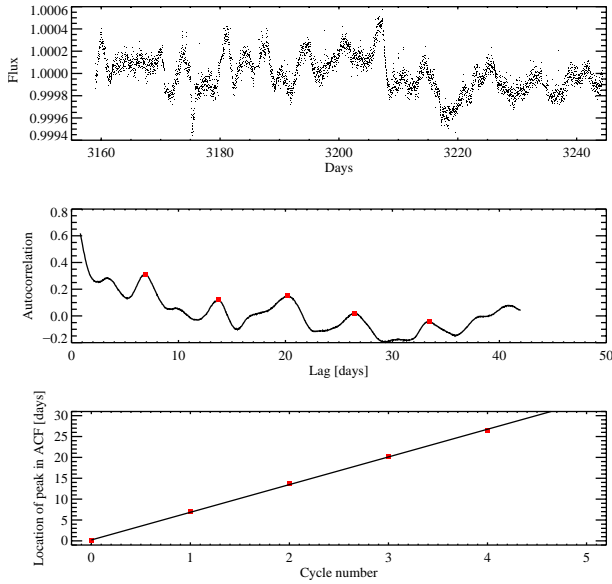 1.0006
1.0004
1.0002
1.0000
0.9998
0.9996
0.9994
Flux
3160 3180 3200 3220 3240
Days
0.8
0.6
0.4
0.2
0.0
−0.2
Autocorrelation
0 10 20 30 40 50
Lag [days]
30
25
20
15
10
5
0
Location of peak in ACF [days]
0 1 2 3 4 5
Cycle number